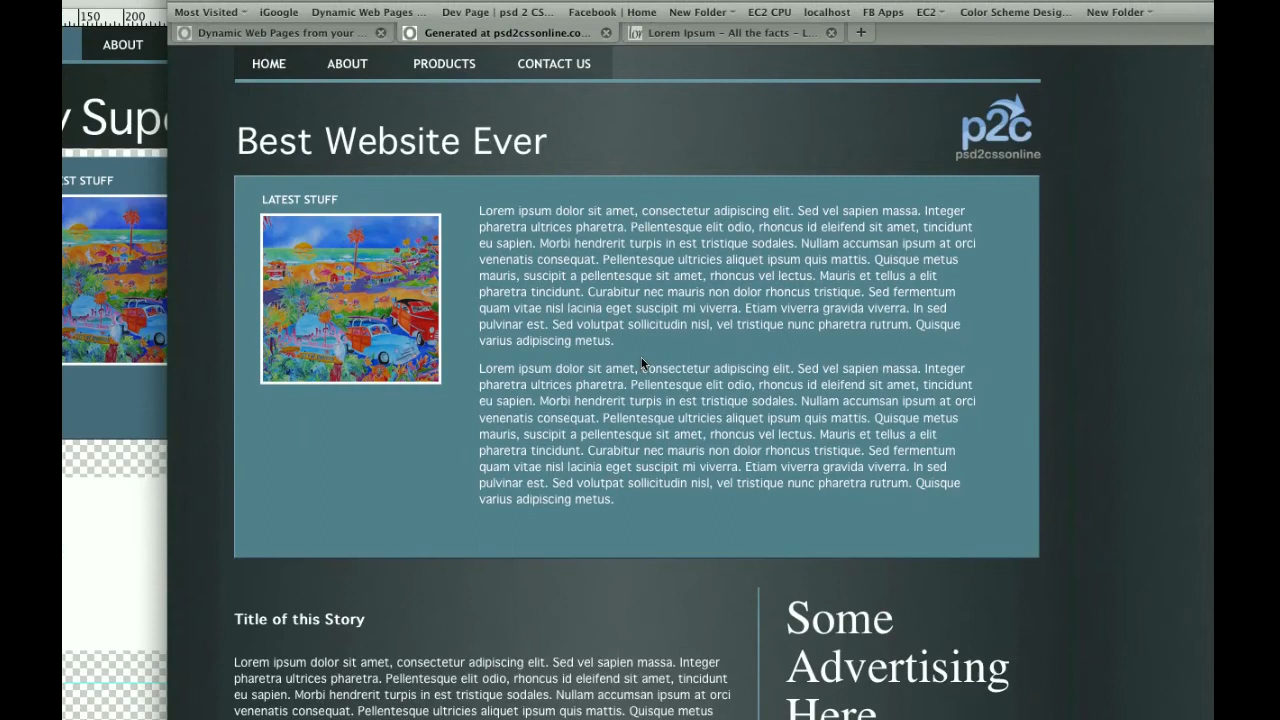 150 200
ABOUT
y Supe
EST STUFF
Most Visited iGoogle Dynamic Web Pages ... Dev Page | psd 2 CS... Facebook | Home New Folder EC2 CPU localhost FB Apps EC2 Color Scheme Desig... New Folder
Dynamic Web Pages from your ... Generated at psd2cssonline.co... Lorem Ipsum - All the facts - L...
HOME ABOUT PRODUCTS CONTACT US
Best Website Ever
p2c
psd2cssonline
LATEST STUFF
Lorem ipsum dolor sit amet, consectetur adipiscing elit. Sed vel sapien massa. Integer
pharetra ultrices pharetra. Pellentesque elit odio, rhoncus id eleifend sit amet, tincidunt
eu sapien. Morbi hendrerit turpis in est tristique sodales. Nullam accumsan ipsum at orci
venenatis consequat. Pellentesque ultricies aliquet ipsum quis mattis. Quisque metus
mauris, suscipit a pellentesque sit amet, rhoncus vel lectus. Mauris et tellus a elit
pharetra tincidunt. Curabitur nec mauris non dolor rhoncus tristique. Sed fermentum
quam vitae nisl lacinia eget suscipit mi viverra. Etiam viverra gravida viverra. In sed
pulvinar est. Sed volutpat sollicitudin nisl, vel tristique nunc pharetra rutrum. Quisque
varius adipiscing metus.
Lorem ipsum dolor sit amet, consectetur adipiscing elit. Sed vel sapien massa. Integer
pharetra ultrices pharetra. Pellentesque elit odio, rhoncus id eleifend sit amet, tincidunt
eu sapien. Morbi hendrerit turpis in est tristique sodales. Nullam accumsan ipsum at orci
venenatis consequat. Pellentesque ultricies aliquet ipsum quis mattis. Quisque metus
mauris, suscipit a pellentesque sit amet, rhoncus vel lectus. Mauris et tellus a elit
pharetra tincidunt. Curabitur nec mauris non dolor rhoncus tristique. Sed fermentum
quam vitae nisl lacinia eget suscipit mi viverra. Etiam viverra gravida viverra. In sed
pulvinar est. Sed volutpat sollicitudin nisl, vel tristique nunc pharetra rutrum. Quisque
varius adipiscing metus.
Title of this Story
Lorem ipsum dolor sit amet, consectetur adipiscing elit. Sed vel sapien massa. Integer
pharetra ultrices pharetra. Pellentesque elit odio, rhoncus id eleifend sit amet, tincidunt
eu sapien. Morbi hendrerit turpis in est tristique sodales. Nullam accumsan ipsum at orci
venenatis consequat. Pellentesque ultricies aliquet ipsum quis mattis. Quisque metus
Some
Advertising
Here